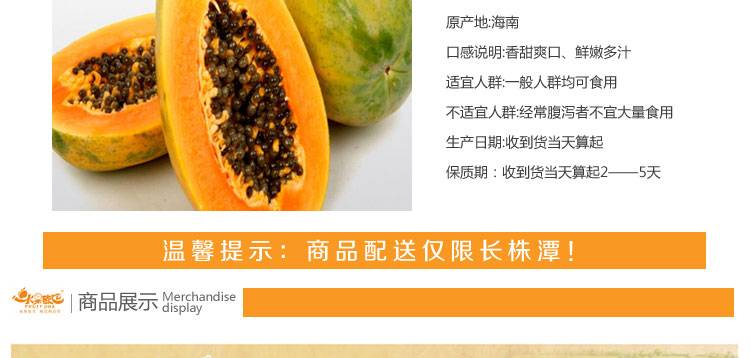 原产地:海南
口感说明:香甜爽口、鲜嫩多汁
适宜人群:一般人群均可食用
不适宜人群:经常腹泻者不宜大量食用
生产日期:收到货当天算起
保质期：收到货当天算起2——5天
温馨提示：商品配送仅限长株潭！
商品展示 Merchandise
display